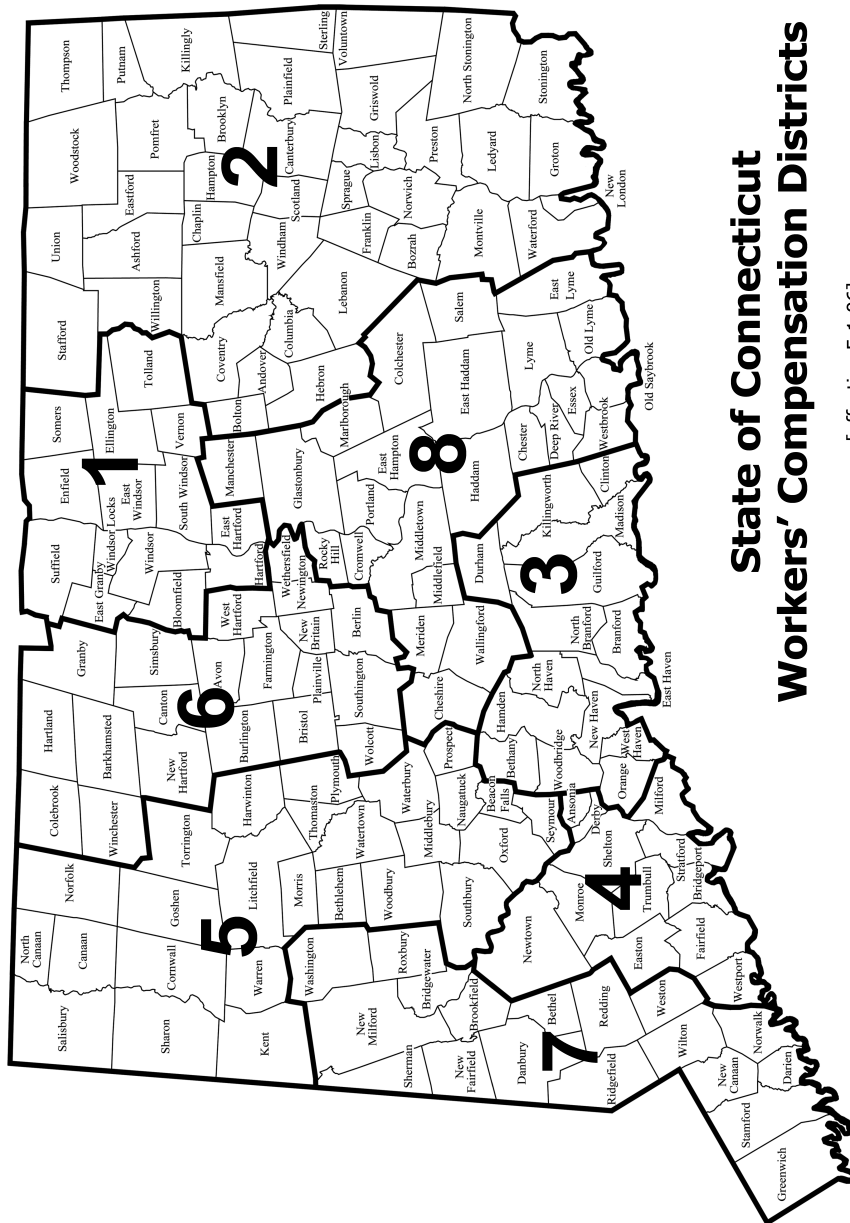 Salisbury
North
Canaan
Canaan
Norfolk
Sharon
Cornwall
Goshen
Torrington
Kent
Warren
Litchfield
Harwinton
5
Morris
Thomaston
Plymouth
Bethlehem
Watertown
Woodbury
Middlebury
Waterbury
Southbury
Oxford
Naugatuck
Prospect
Beacon
Falls
Seymour
Colebrook
Hartland
Winchester
Barkhamsted
Granby
New
Hartford
Canton
Simsbury
6
Avon
Burlington
Farmington
West
Hartford
Bristol
Plainville
New
Britain
Newington
Wethersfield
Wolcott
Southington
Berlin
Suffield
Enfield
Somers
East Granby
Windsor Locks
East
Windsor
Ellington
Tolland
1
Windsor
Bloomfield
South Windsor
Vernon
Hartford
Stafford
Union
Woodstock
Thompson
Putnam
Willington
Ashford
Eastford
Pomfret
Killingly
Coventry
Mansfield
Chaplin
Hampton
Brooklyn
2
Bolton
Andover
Columbia
Windham
Scotland
Canterbury
Plainfield
Sterling
Hebron
Lebanon
Franklin
Sprague
Lisbon
Griswold
Voluntown
Bozrah
Norwich
Preston
Montville
Ledyard
North Stonington
Waterford
New
London
Groton
Stonington
East
Hartford
Manchester
Glastonbury
Rocky
Hill
Cromwell
Portland
East
Hampton
Marlborough
Colchester
8
Meriden
Middlefield
Middletown
Haddam
East Haddam
Salem
Cheshire
Wallingford
Durham
Chester
Deep River
Essex
Lyme
Westbrook
Old Saybrook
Old Lyme
East
Lyme
Bethany
Hamden
North
Haven
Woodbridge
New Haven
Orange
West
Haven
East Haven
3
North
Branford
Branford
Guilford
Killingworth
Madison
Clinton
Newtown
Monroe
Shelton
Derby
Ansonia
4
Easton
Trumbull
Stratford
Milford
Fairfield
Bridgeport
Westport
Washington
New
Milford
Roxbury
Bridgewater
Sherman
New
Fairfield
Brookfield
Danbury
Bethel
7
Ridgefield
Redding
Wilton
Weston
Stamford
New
Canaan
Norwalk
Darien
Greenwich
State of Connecticut
Workers' Compensation Districts